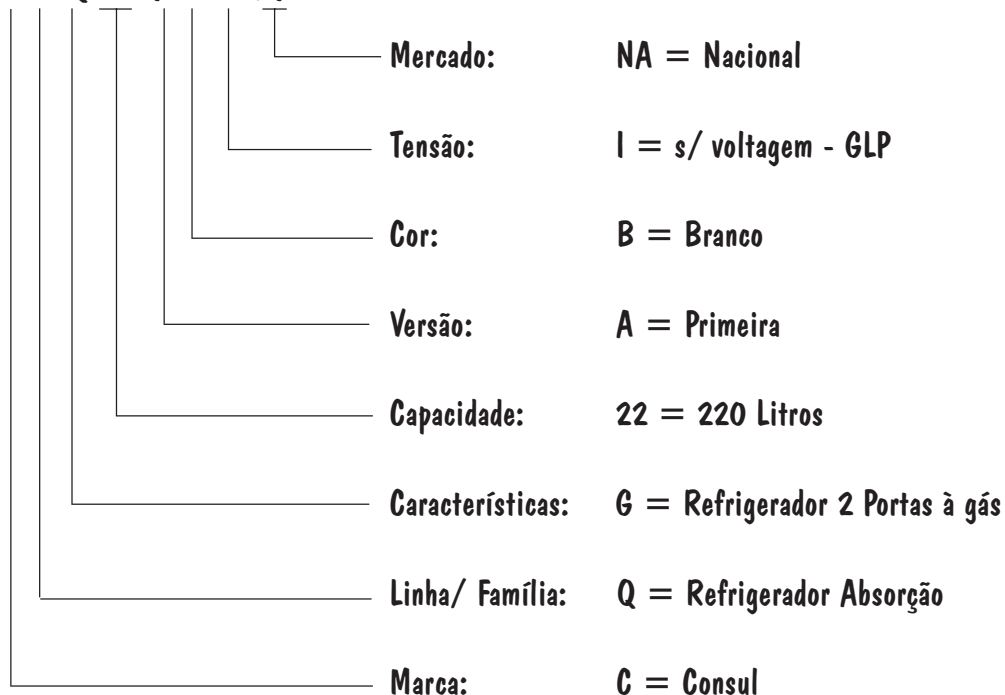 Mercado: NA = Nacional
Tensão: I = s/ voltagem - GLP
Cor: B = Branco
Versão: A = Primeira
Capacidade: 22 = 220 Litros
Características: G = Refrigerador 2 Portas à gás
Linha/ Família: Q = Refrigerador Absorção
Marca: C = Consul